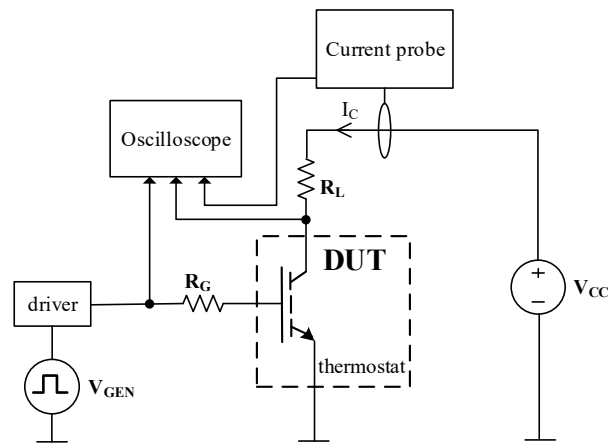 Current probe
I_C
Oscilloscope
R_L
DUT
R_G
driver
+
−
V_CC
thermostat
V_GEN